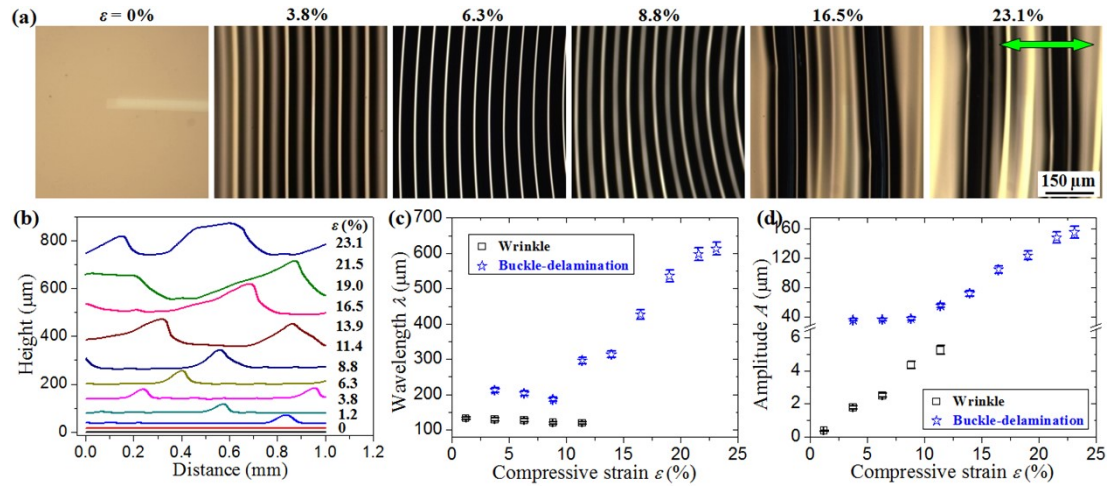 (a) ε = 0% 3.8% 6.3% 8.8% 16.5% 23.1%
150 µm
(b)
Height (µm)
800
600
400
200
0
0.0 0.2 0.4 0.6 0.8 1.0 1.2
Distance (mm)
ε (%)
23.1
21.5
19.0
16.5
13.9
11.4
8.8
6.3
3.8
1.2
0
(c)
Wavelength λ (µm)
700
600
500
400
300
200
100
Wrinkle
Buckle-delamination
0 5 10 15 20 25
Compressive strain ε (%)
(d)
Amplitude A (µm)
160
120
80
40
6
4
2
0
Wrinkle
Buckle-delamination
0 5 10 15 20 25
Compressive strain ε (%)